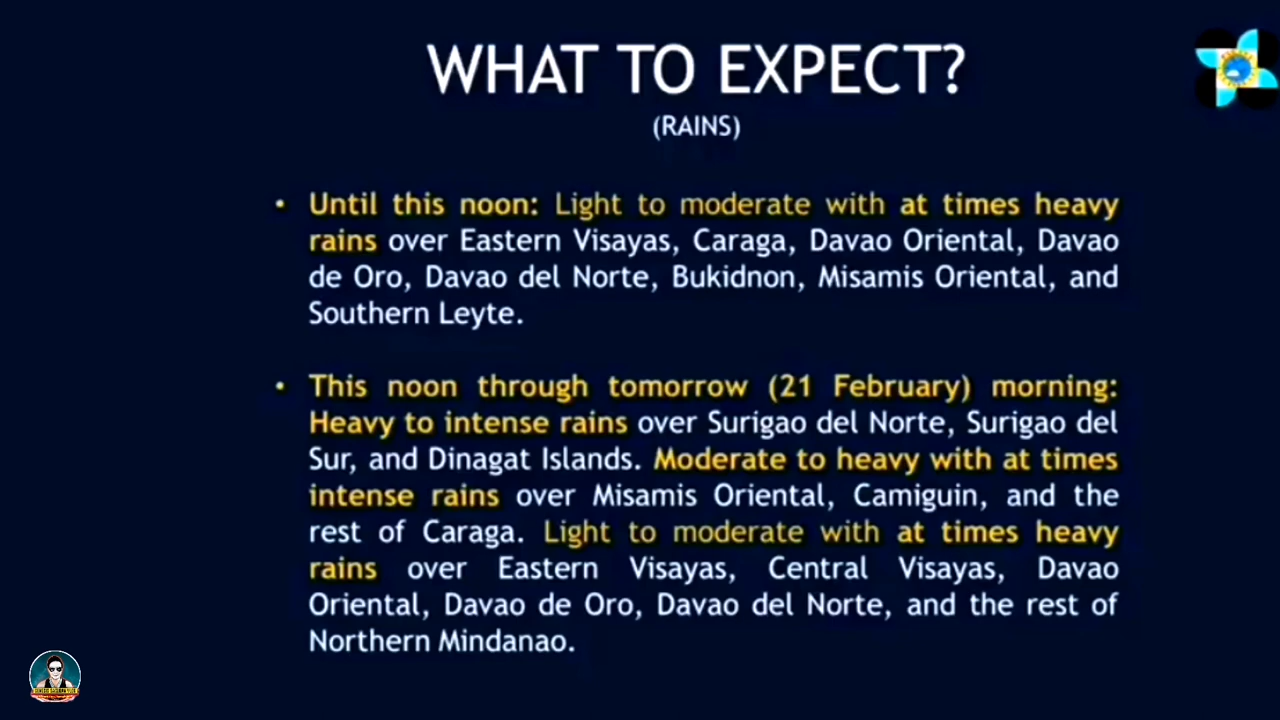 WHAT TO EXPECT?
(RAINS)
• Until this noon: Light to moderate with at times heavy
rains over Eastern Visayas, Caraga, Davao Oriental, Davao
de Oro, Davao del Norte, Bukidnon, Misamis Oriental, and
Southern Leyte.
• This noon through tomorrow (21 February) morning:
Heavy to intense rains over Surigao del Norte, Surigao del
Sur, and Dinagat Islands. Moderate to heavy with at times
intense rains over Misamis Oriental, Camiguin, and the
rest of Caraga. Light to moderate with at times heavy
rains over Eastern Visayas, Central Visayas, Davao
Oriental, Davao de Oro, Davao del Norte, and the rest of
Northern Mindanao.